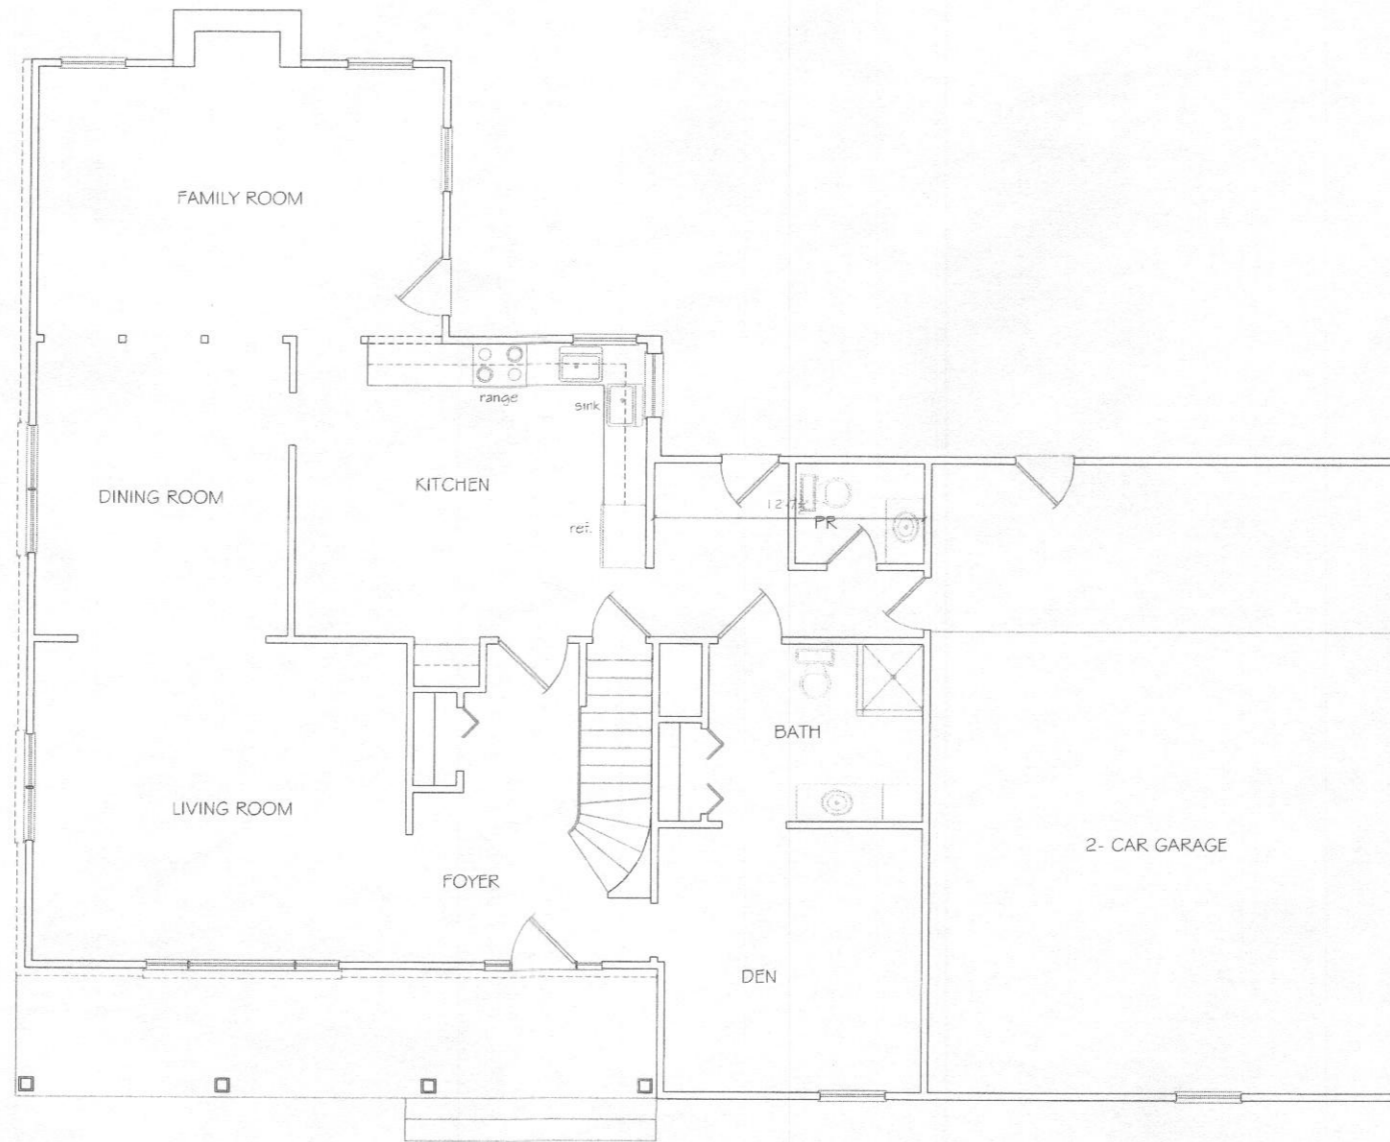 FAMILY ROOM
range
sink
KITCHEN
DINING ROOM
ref.
PR
BATH
LIVING ROOM
2- CAR GARAGE
FOYER
DEN